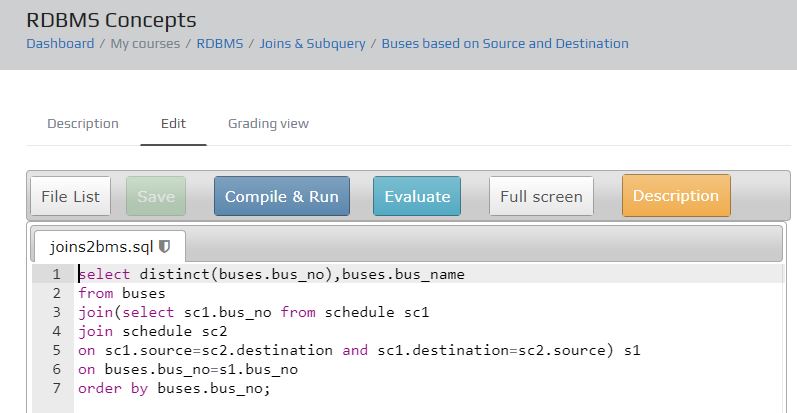 RDBMS Concepts
Dashboard / My courses / RDBMS / Joins & Subquery / Buses based on Source and Destination
Description Edit Grading view
File List Save Compile & Run Evaluate Full screen Description
joins2bms.sql
1 select distinct(buses.bus_no),buses.bus_name
2 from buses
3 join(select sc1.bus_no from schedule sc1
4 join schedule sc2
5 on sc1.source=sc2.destination and sc1.destination=sc2.source) s1
6 on buses.bus_no=s1.bus_no
7 order by buses.bus_no;